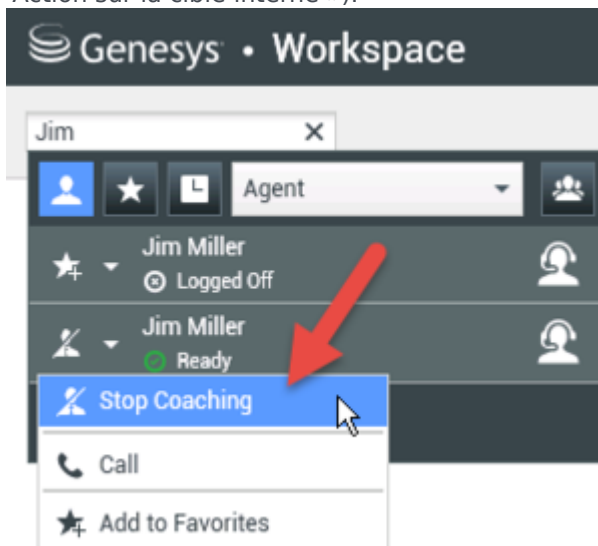 Action sur la cible interne »).
Genesys • Workspace
Jim
Agent
Jim Miller
Logged Off
Jim Miller
Ready
Stop Coaching
Call
Add to Favorites